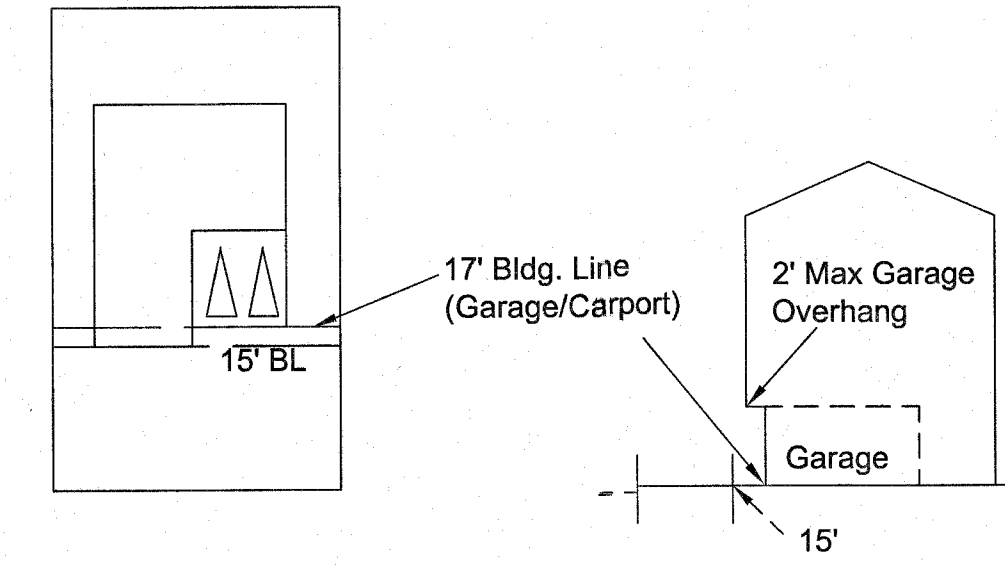 17' Bldg. Line
(Garage/Carport)
15' BL
2' Max Garage
Overhang
Garage
15'